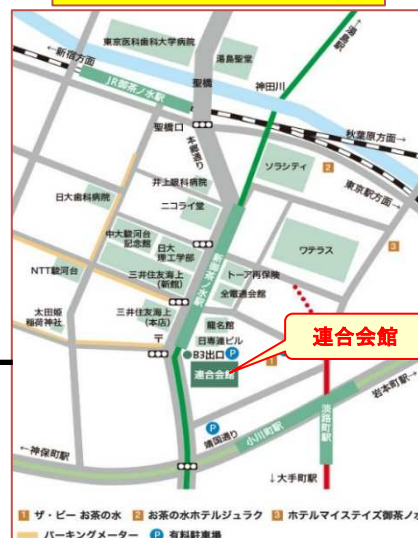 東京医科歯科大学病院
湯島聖堂
←湯島駅
←新宿方面
聖橋
神田川
JR御茶ノ水駅
聖橋口
本郷通り
秋葉原方面→
ソラシティ
2
東京駅方面→
井上眼科病院
日大歯科病院
ニコライ堂
3
中大駿河台
記念館
日大
理工学部
新御茶ノ水駅
ワテラス
NTT駿河台
三井住友海上
(新館)
トーア再保険
全電通会館
太田姫
稲荷神社
三井住友海上
(本店)
龍名館
日専連ビル
〒
B3出口
P
連合会館
1
連合会館
岩本町駅→
P
靖国通り
小川町駅
淡路町駅
←神保町駅
↓大手町駅
1 ザ・ビー お茶の水 2 お茶の水ホテルジュラク 3 ホテルマイステイズ御茶ノ
パーキングメーター P 有料駐車場